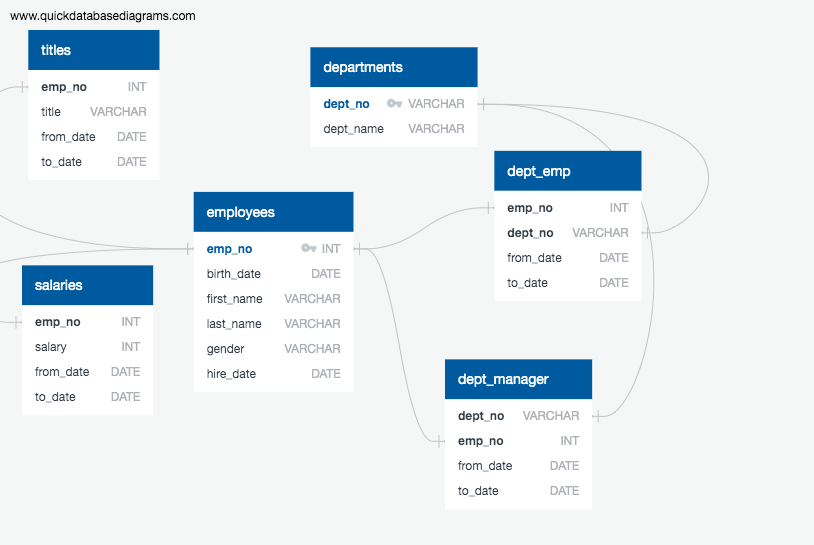 www.quickdatabasediagrams.com
titles
emp_no INT
title VARCHAR
from_date DATE
to_date DATE
departments
dept_no VARCHAR
dept_name VARCHAR
dept_emp
emp_no INT
dept_no VARCHAR
from_date DATE
to_date DATE
employees
emp_no INT
birth_date DATE
first_name VARCHAR
last_name VARCHAR
gender VARCHAR
hire_date DATE
salaries
emp_no INT
salary INT
from_date DATE
to_date DATE
dept_manager
dept_no VARCHAR
emp_no INT
from_date DATE
to_date DATE